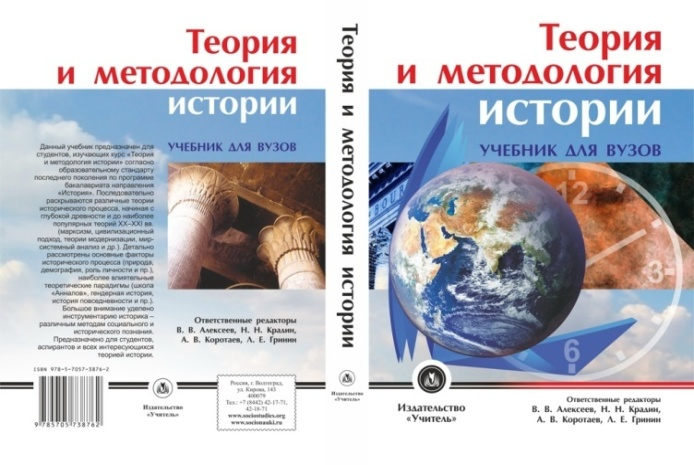 Теория
и методология
истории
УЧЕБНИК ДЛЯ ВУЗОВ
Данный учебник предназначен для
студентов, изучающих курс «Теория
и методология истории» согласно
образовательному стандарту
последнего поколения по программе
бакалавриата направления
«История». Последовательно
раскрываются различные теории
исторического процесса, начиная с
глубокой древности и до наиболее
популярных теорий XX–XXI вв.
(марксизм, цивилизационный
подход, теории модернизации, мир-
системный анализ и др.). Детально
рассмотрены основные факторы
исторического процесса (природа,
демография, роль личности и пр.),
наиболее влиятельные
теоретические парадигмы (школа
«Анналов», гендерная история,
история повседневности и пр.).
Большое внимание уделено
инструментарию историка –
различным методам социального и
исторического познания.
Предназначено для студентов,
аспирантов и всех интересующихся
теорией истории.
Ответственные редакторы
В. В. Алексеев, Н. Н. Крадин,
А. В. Коротаев, Л. Е. Гринин
ISBN 978-5-7057-3876-2
9 785705 738762
Издательство
«Учитель»
Россия, г. Волгоград,
ул. Кирова, 143
400079
Тел.: +7 (8442) 42-17-71,
42-18-71
www.socionauki.ru
Теория и методология истории
Теория
и методология
истории
УЧЕБНИК ДЛЯ ВУЗОВ
12
3
6
Издательство
«Учитель»
Ответственные редакторы
В. В. Алексеев, Н. Н. Крадин,
А. В. Коротаев, Л. Е. Гринин